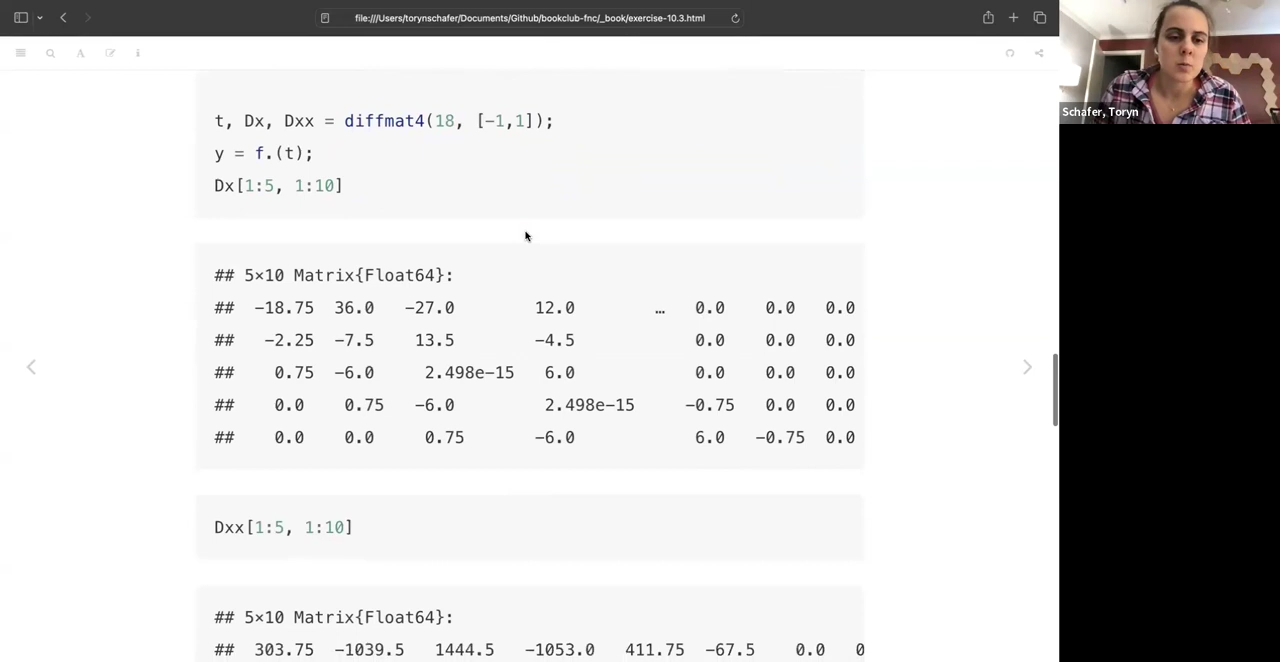 file:///Users/torynschafer/Documents/Github/bookclub-fnc/_book/exercise-10.3.html
Schafer, Toryn
t, Dx, Dxx = diffmat4(18, [-1,1]);
y = f.(t);
Dx[1:5, 1:10]
## 5×10 Matrix{Float64}:
## -18.75 36.0 -27.0 12.0 … 0.0 0.0 0.0
## -2.25 -7.5 13.5 -4.5 0.0 0.0 0.0
## 0.75 -6.0 2.498e-15 6.0 0.0 0.0 0.0
## 0.0 0.75 -6.0 2.498e-15 -0.75 0.0 0.0
## 0.0 0.0 0.75 -6.0 6.0 -0.75 0.0
Dxx[1:5, 1:10]
## 5×10 Matrix{Float64}:
## 303.75 -1039.5 1444.5 -1053.0 411.75 -67.5 0.0 0